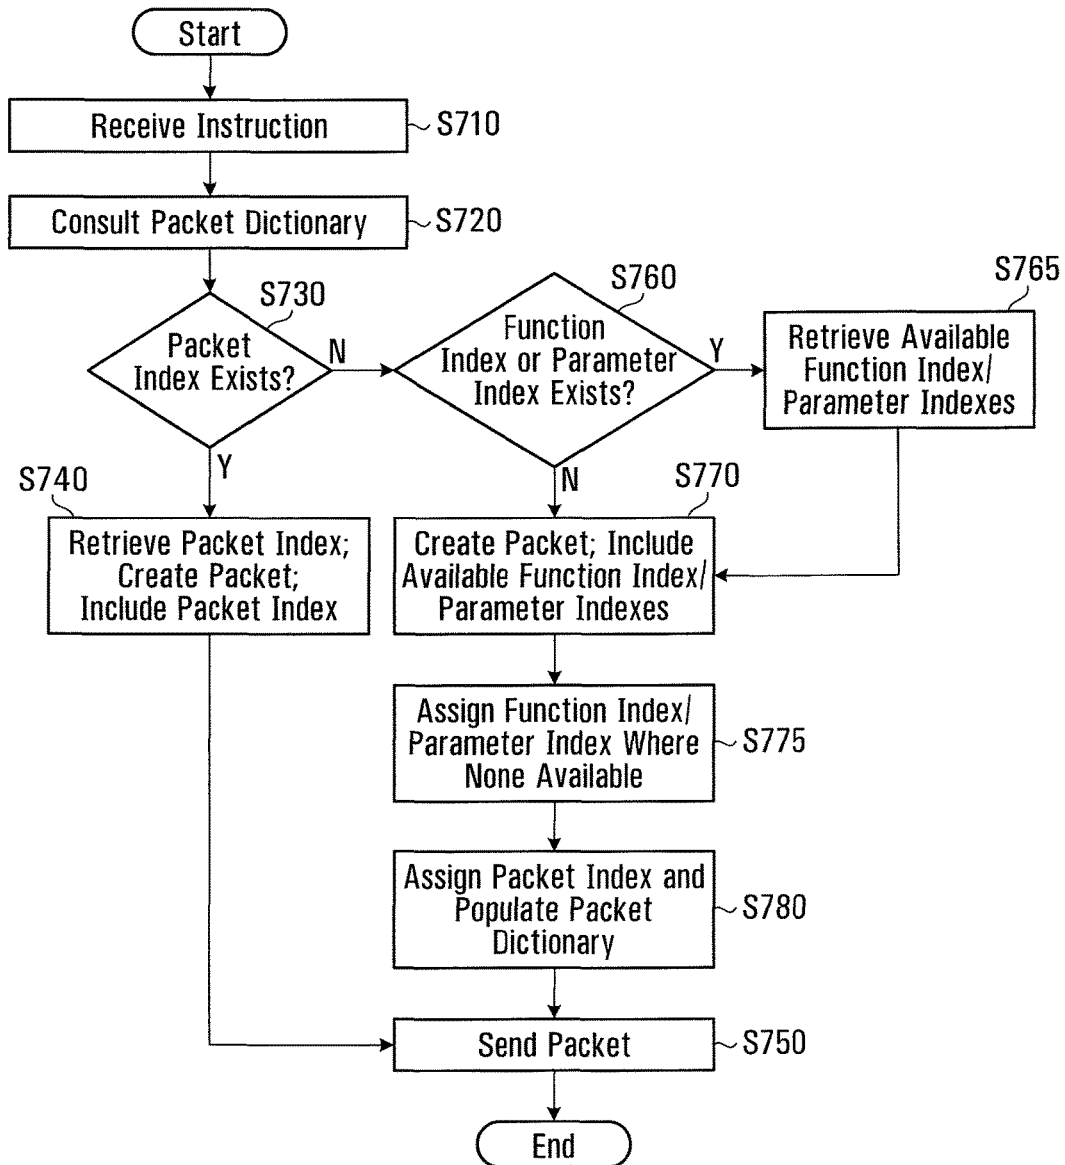 Start
Receive Instruction
S710
Consult Packet Dictionary
S720
S730
Packet
Index Exists?
N
Y
S760
Function
Index or Parameter
Index Exists?
Y
N
S765
Retrieve Available
Function Index/
Parameter Indexes
S740
Retrieve Packet Index;
Create Packet;
Include Packet Index
S770
Create Packet; Include
Available Function Index/
Parameter Indexes
Assign Function Index/
Parameter Index Where
None Available
S775
Assign Packet Index and
Populate Packet
Dictionary
S780
Send Packet
S750
End